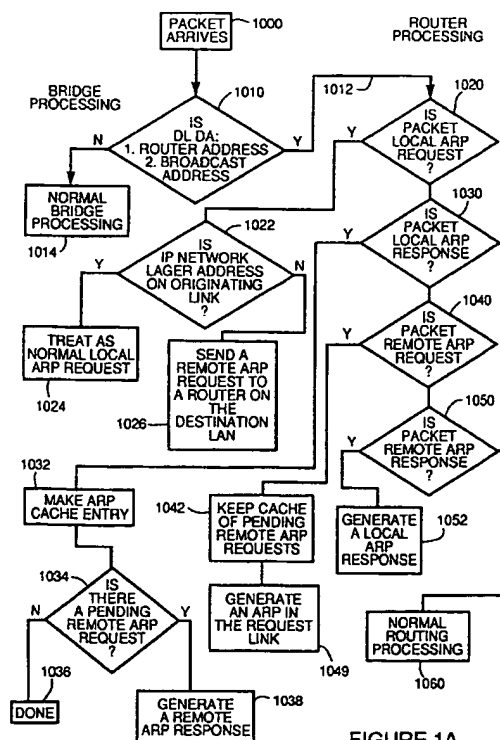 PACKET
ARRIVES
1000
ROUTER
PROCESSING
BRIDGE
PROCESSING
1010
1012
1020
IS
DL DA:
1. ROUTER ADDRESS
2. BROADCAST
ADDRESS
N
Y
IS
PACKET
LOCAL ARP
REQUEST
?
Y
NORMAL
BRIDGE
PROCESSING
1014
1022
IS
IP NETWORK
LAGER ADDRESS
ON ORIGINATING
LINK
?
Y
N
1030
IS
PACKET
LOCAL ARP
RESPONSE
?
Y
TREAT AS
NORMAL LOCAL
ARP REQUEST
1024
SEND A
REMOTE ARP
REQUEST TO
A ROUTER ON
THE
DESTINATION
LAN
1026
1040
IS
PACKET
REMOTE ARP
REQUEST
?
Y
1050
IS
PACKET
REMOTE ARP
RESPONSE
?
Y
1032
MAKE ARP
CACHE ENTRY
1042
KEEP CACHE
OF PENDING
REMOTE ARP
REQUESTS
GENERATE
A LOCAL
ARP
RESPONSE
1052
1034
IS
THERE
A PENDING
REMOTE ARP
REQUEST
?
N
Y
GENERATE
AN ARP IN
THE REQUEST
LINK
1049
NORMAL
ROUTING
PROCESSING
1060
1036
DONE
GENERATE
A REMOTE
ARP RESPONSE
1038
FIGURE 1A